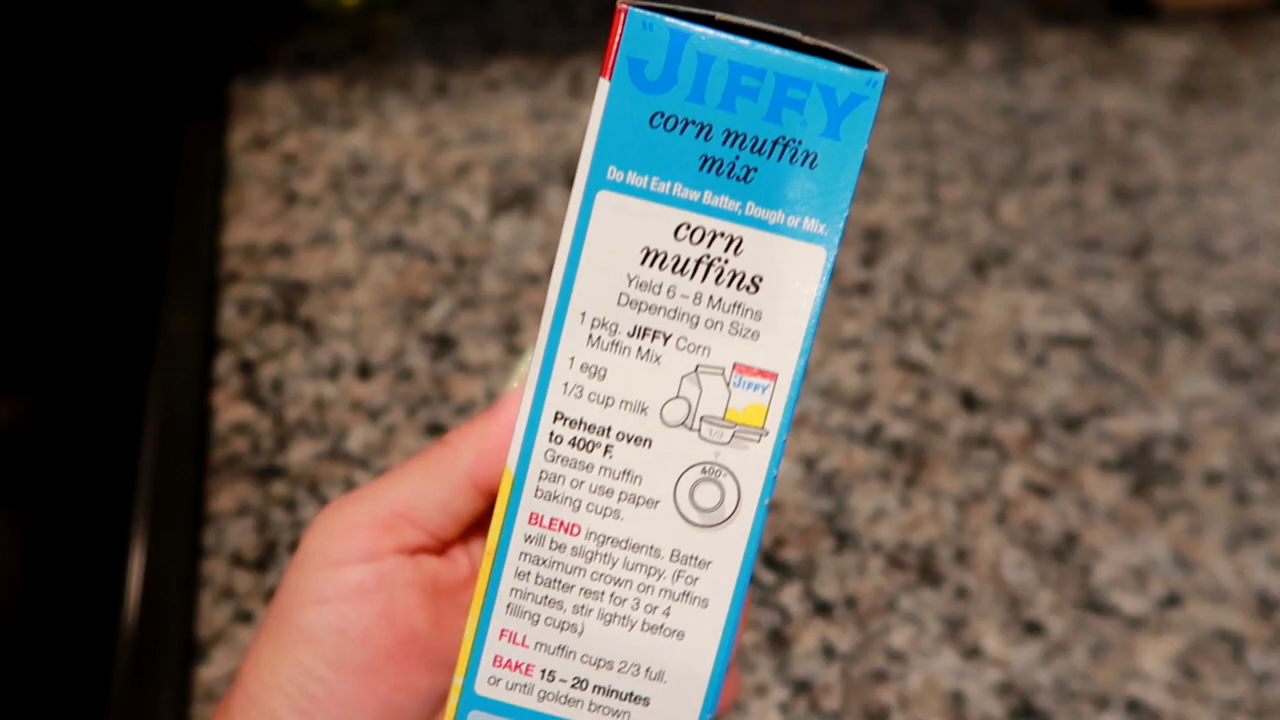 "JIFFY"
corn muffin
mix
Do Not Eat Raw Batter, Dough or Mix.
corn
muffins
Yield 6 – 8 Muffins
Depending on Size
1 pkg. JIFFY Corn
Muffin Mix
1 egg
1/3 cup milk
JIFFY
1/3
Preheat oven
to 400° F.
400°
Grease muffin
pan or use paper
baking cups.
BLEND ingredients. Batter
will be slightly lumpy. (For
maximum crown on muffins
let batter rest for 3 or 4
minutes, stir lightly before
filling cups.)
FILL muffin cups 2/3 full.
BAKE 15 – 20 minutes
or until golden brown